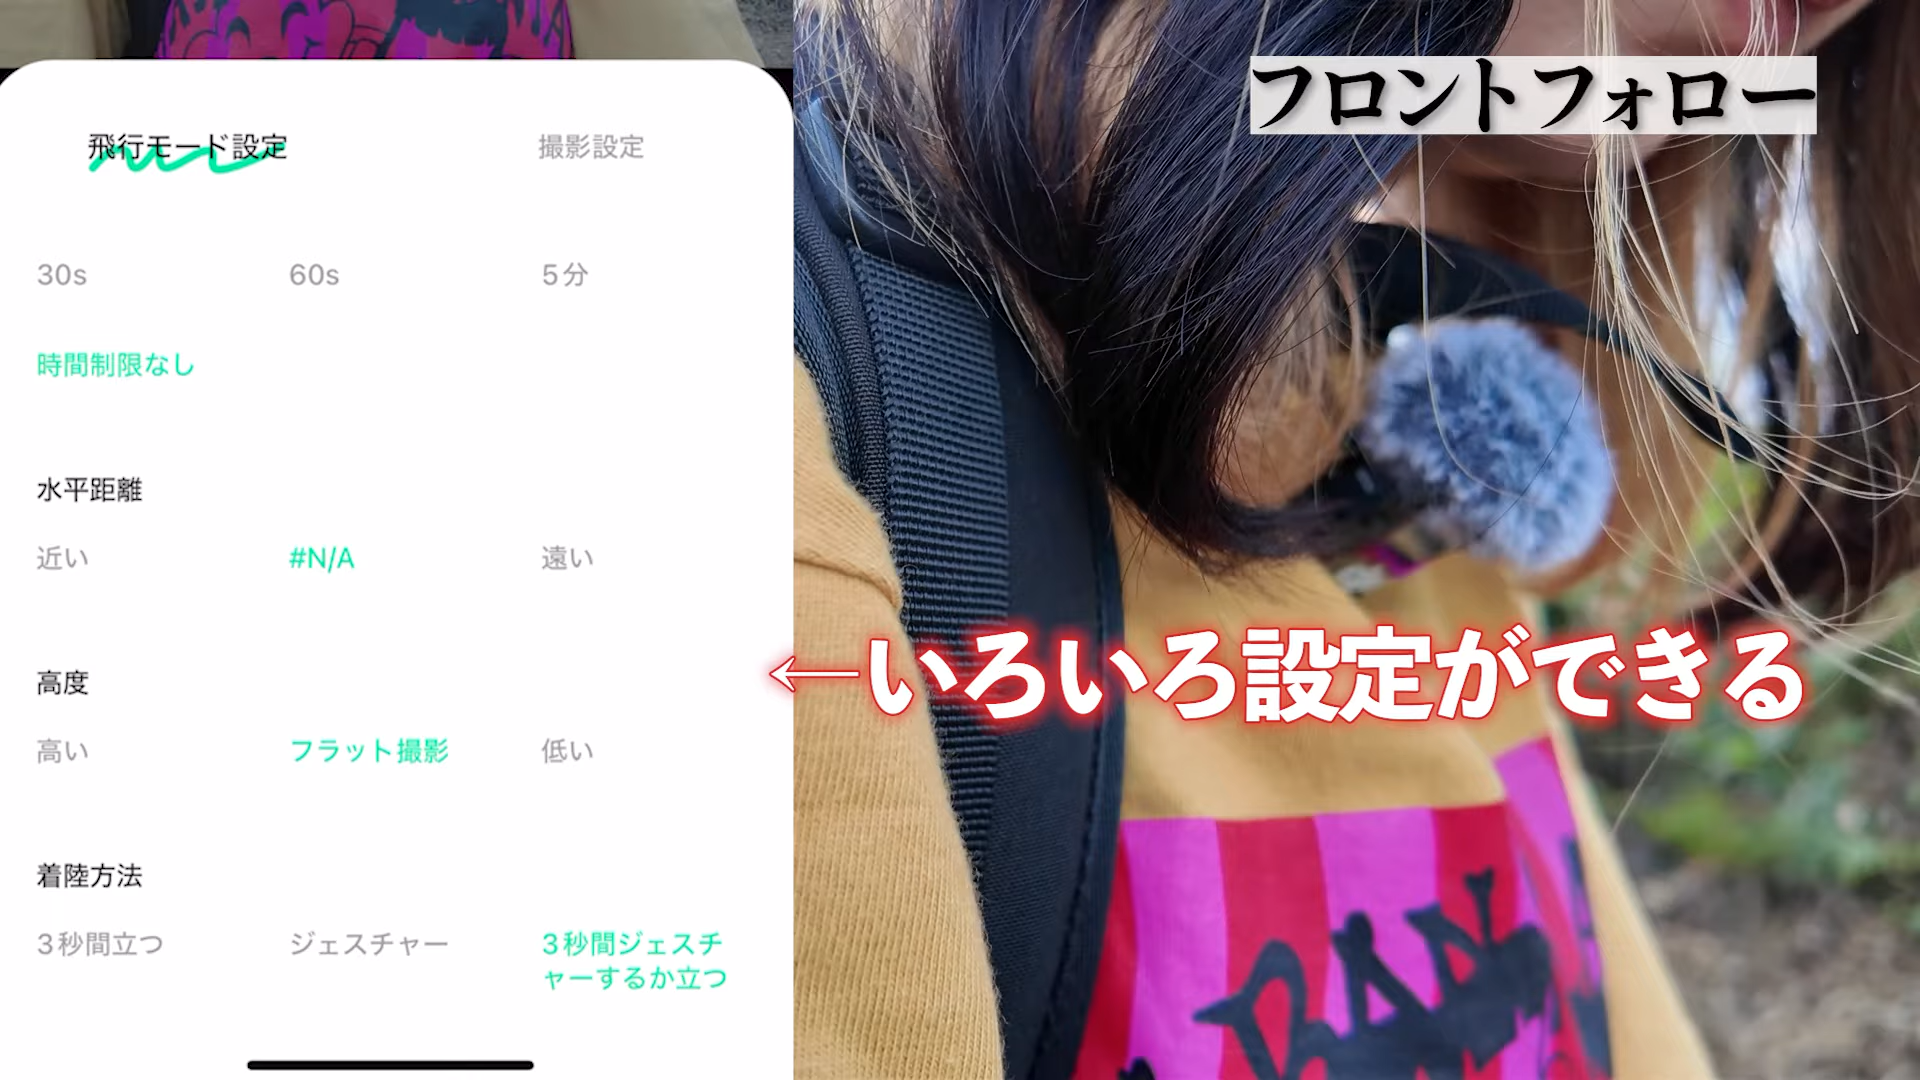 飛行モード設定
撮影設定
30s
60s
5分
時間制限なし
水平距離
近い
#N/A
遠い
高度
高い
フラット撮影
低い
着陸方法
3秒間立つ
ジェスチャー
3秒間ジェスチ
ャーするか立つ
フロントフォロー
←いろいろ設定ができる